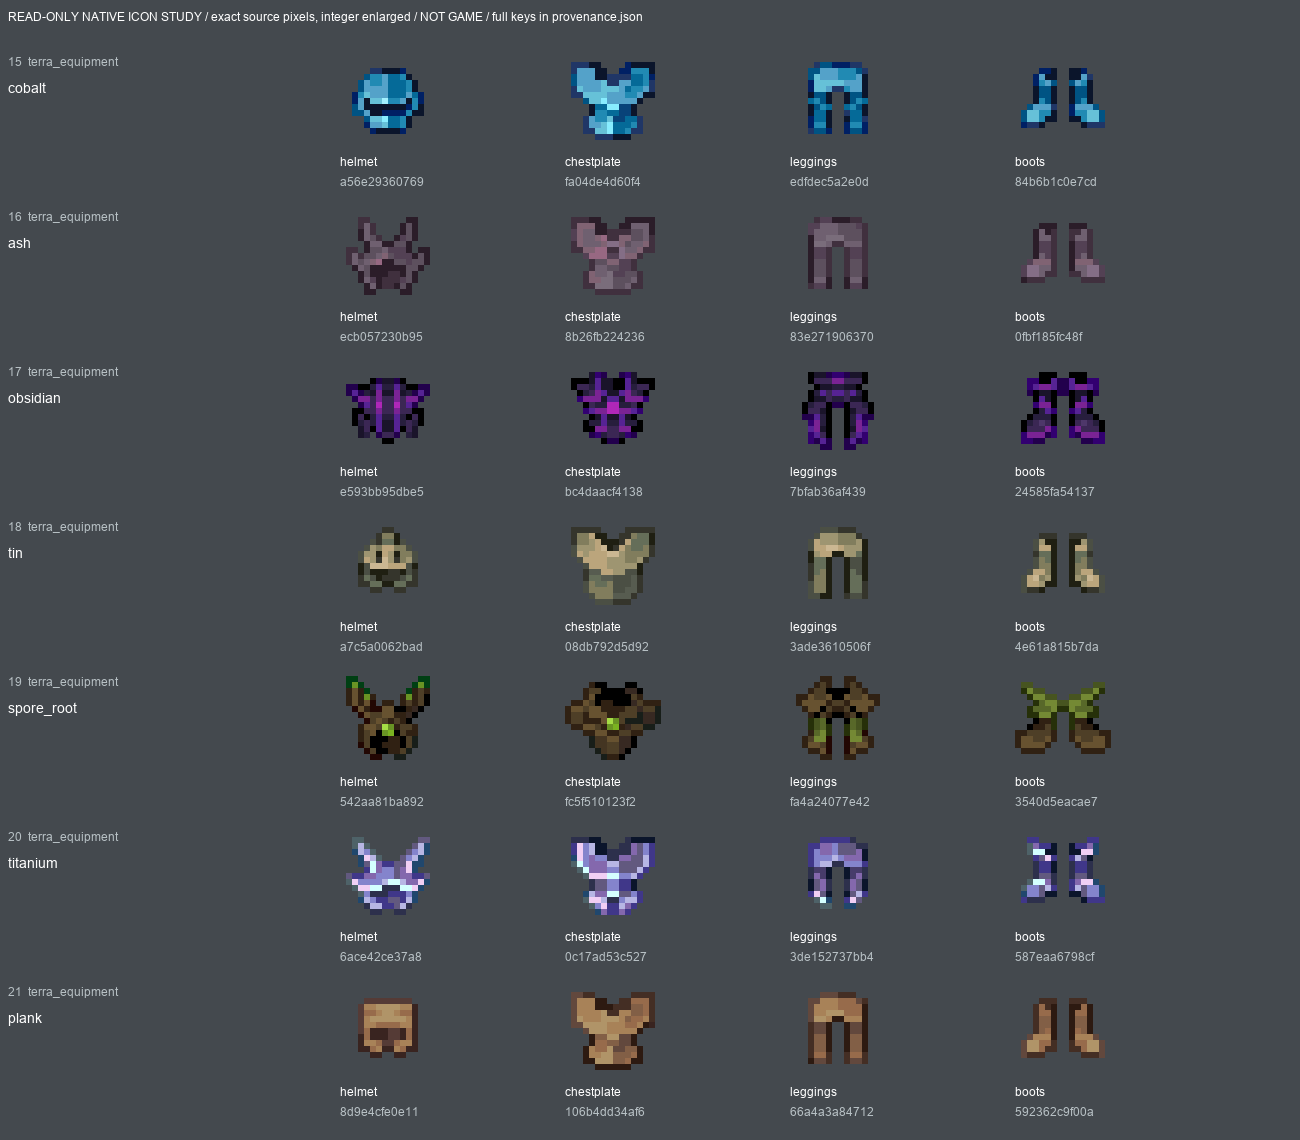 READ-ONLY NATIVE ICON STUDY / exact source pixels, integer enlarged / NOT GAME / full keys in provenance.json
15 terra_equipment
cobalt
helmet chestplate leggings boots
a56e29360769 fa04de4d60f4 edfdec5a2e0d 84b6b1c0e7cd
16 terra_equipment
ash
helmet chestplate leggings boots
ecb057230b95 8b26fb224236 83e271906370 0fbf185fc48f
17 terra_equipment
obsidian
helmet chestplate leggings boots
e593bb95dbe5 bc4daacf4138 7bfab36af439 24585fa54137
18 terra_equipment
tin
helmet chestplate leggings boots
a7c5a0062bad 08db792d5d92 3ade3610506f 4e61a815b7da
19 terra_equipment
spore_root
helmet chestplate leggings boots
542aa81ba892 fc5f510123f2 fa4a24077e42 3540d5eacae7
20 terra_equipment
titanium
helmet chestplate leggings boots
6ace42ce37a8 0c17ad53c527 3de152737bb4 587eaa6798cf
21 terra_equipment
plank
helmet chestplate leggings boots
8d9e4cfe0e11 106b4dd34af6 66a4a3a84712 592362c9f00a